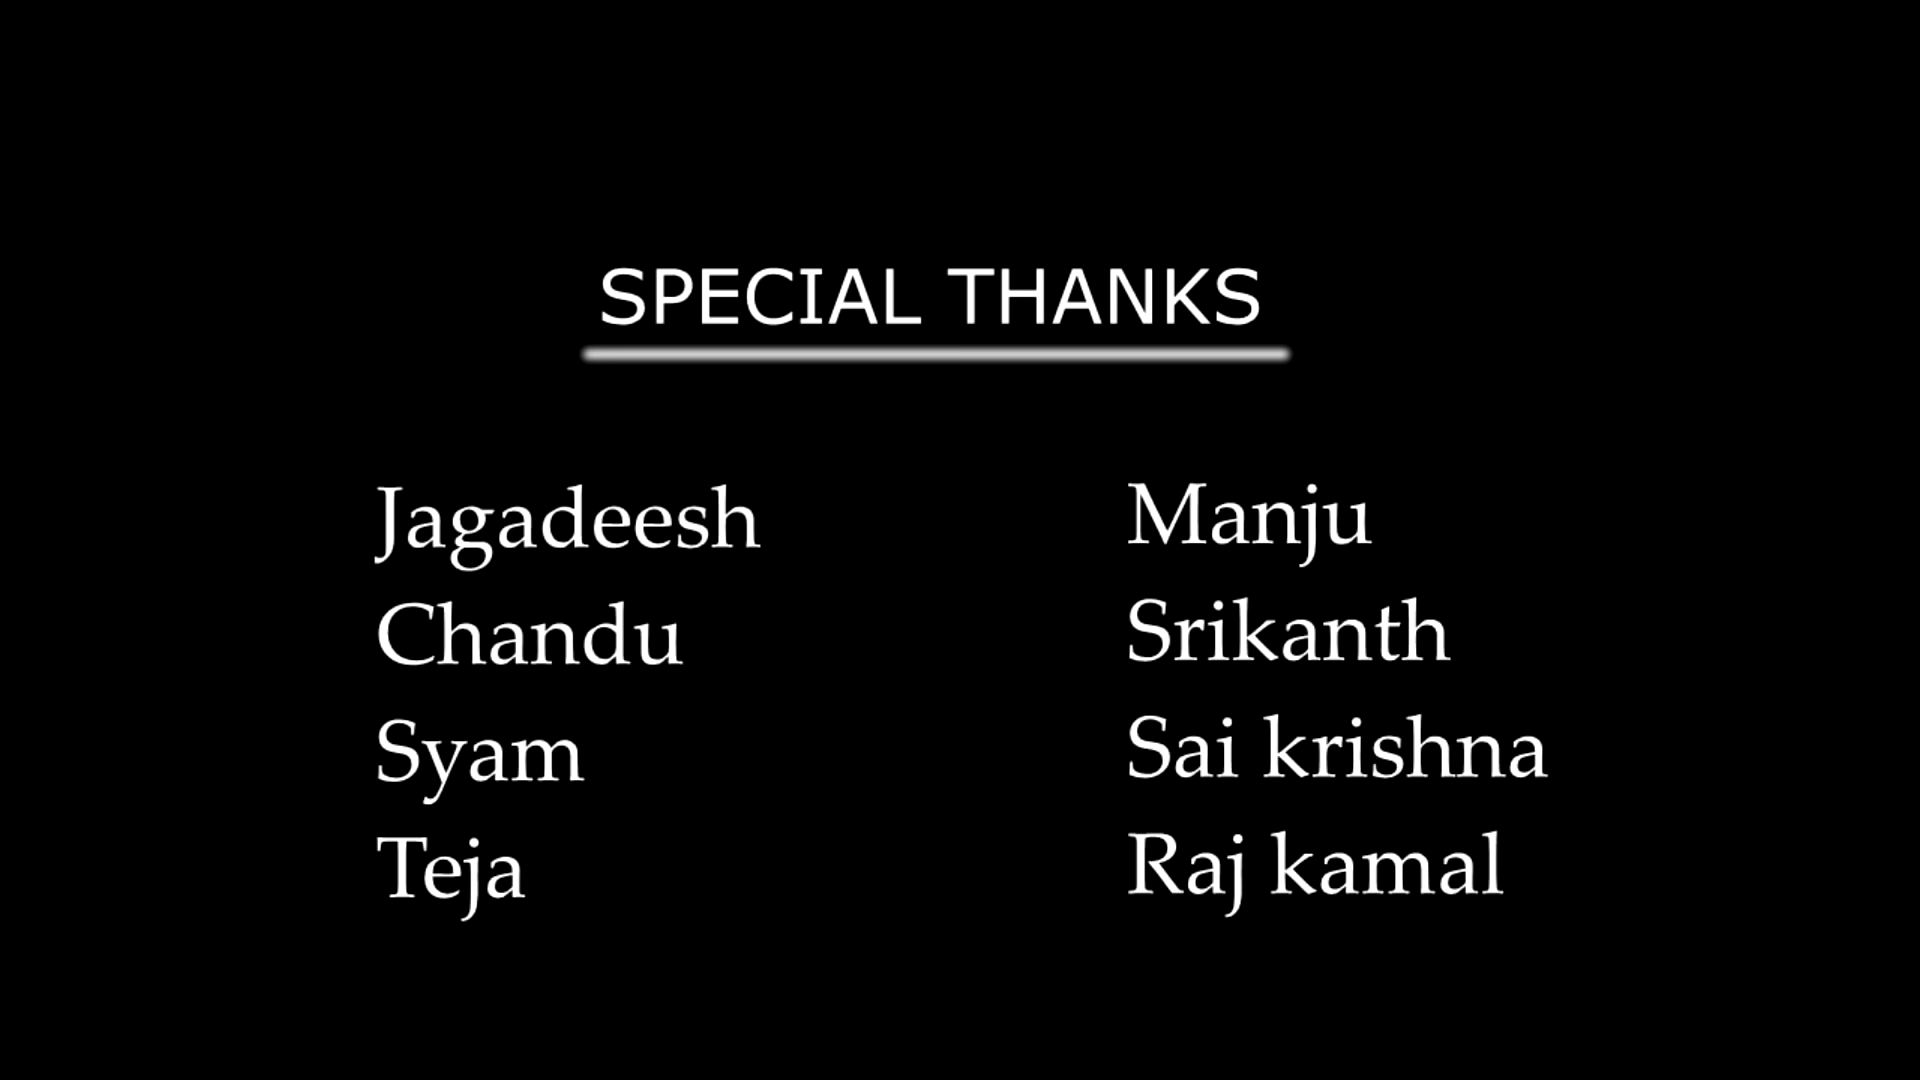 SPECIAL THANKS
Jagadeesh
Chandu
Syam
Teja
Manju
Srikanth
Sai krishna
Raj kamal